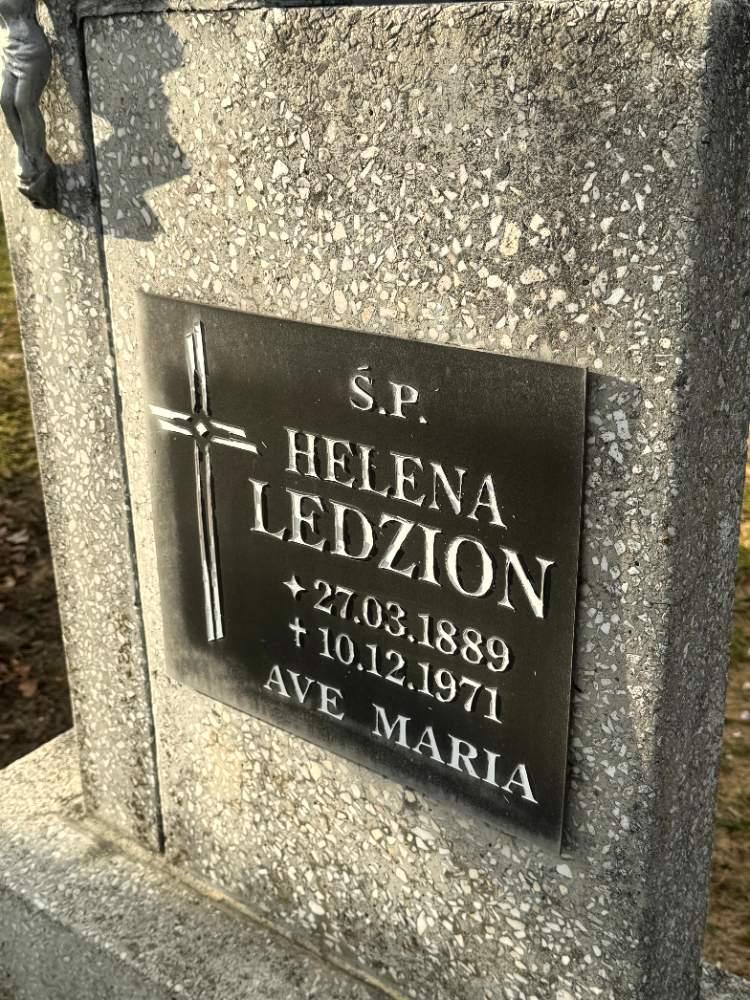 Ś.P.
HELENA
LEDZION
✦ 27.03.1889
✝ 10.12.1971
AVE MARIA